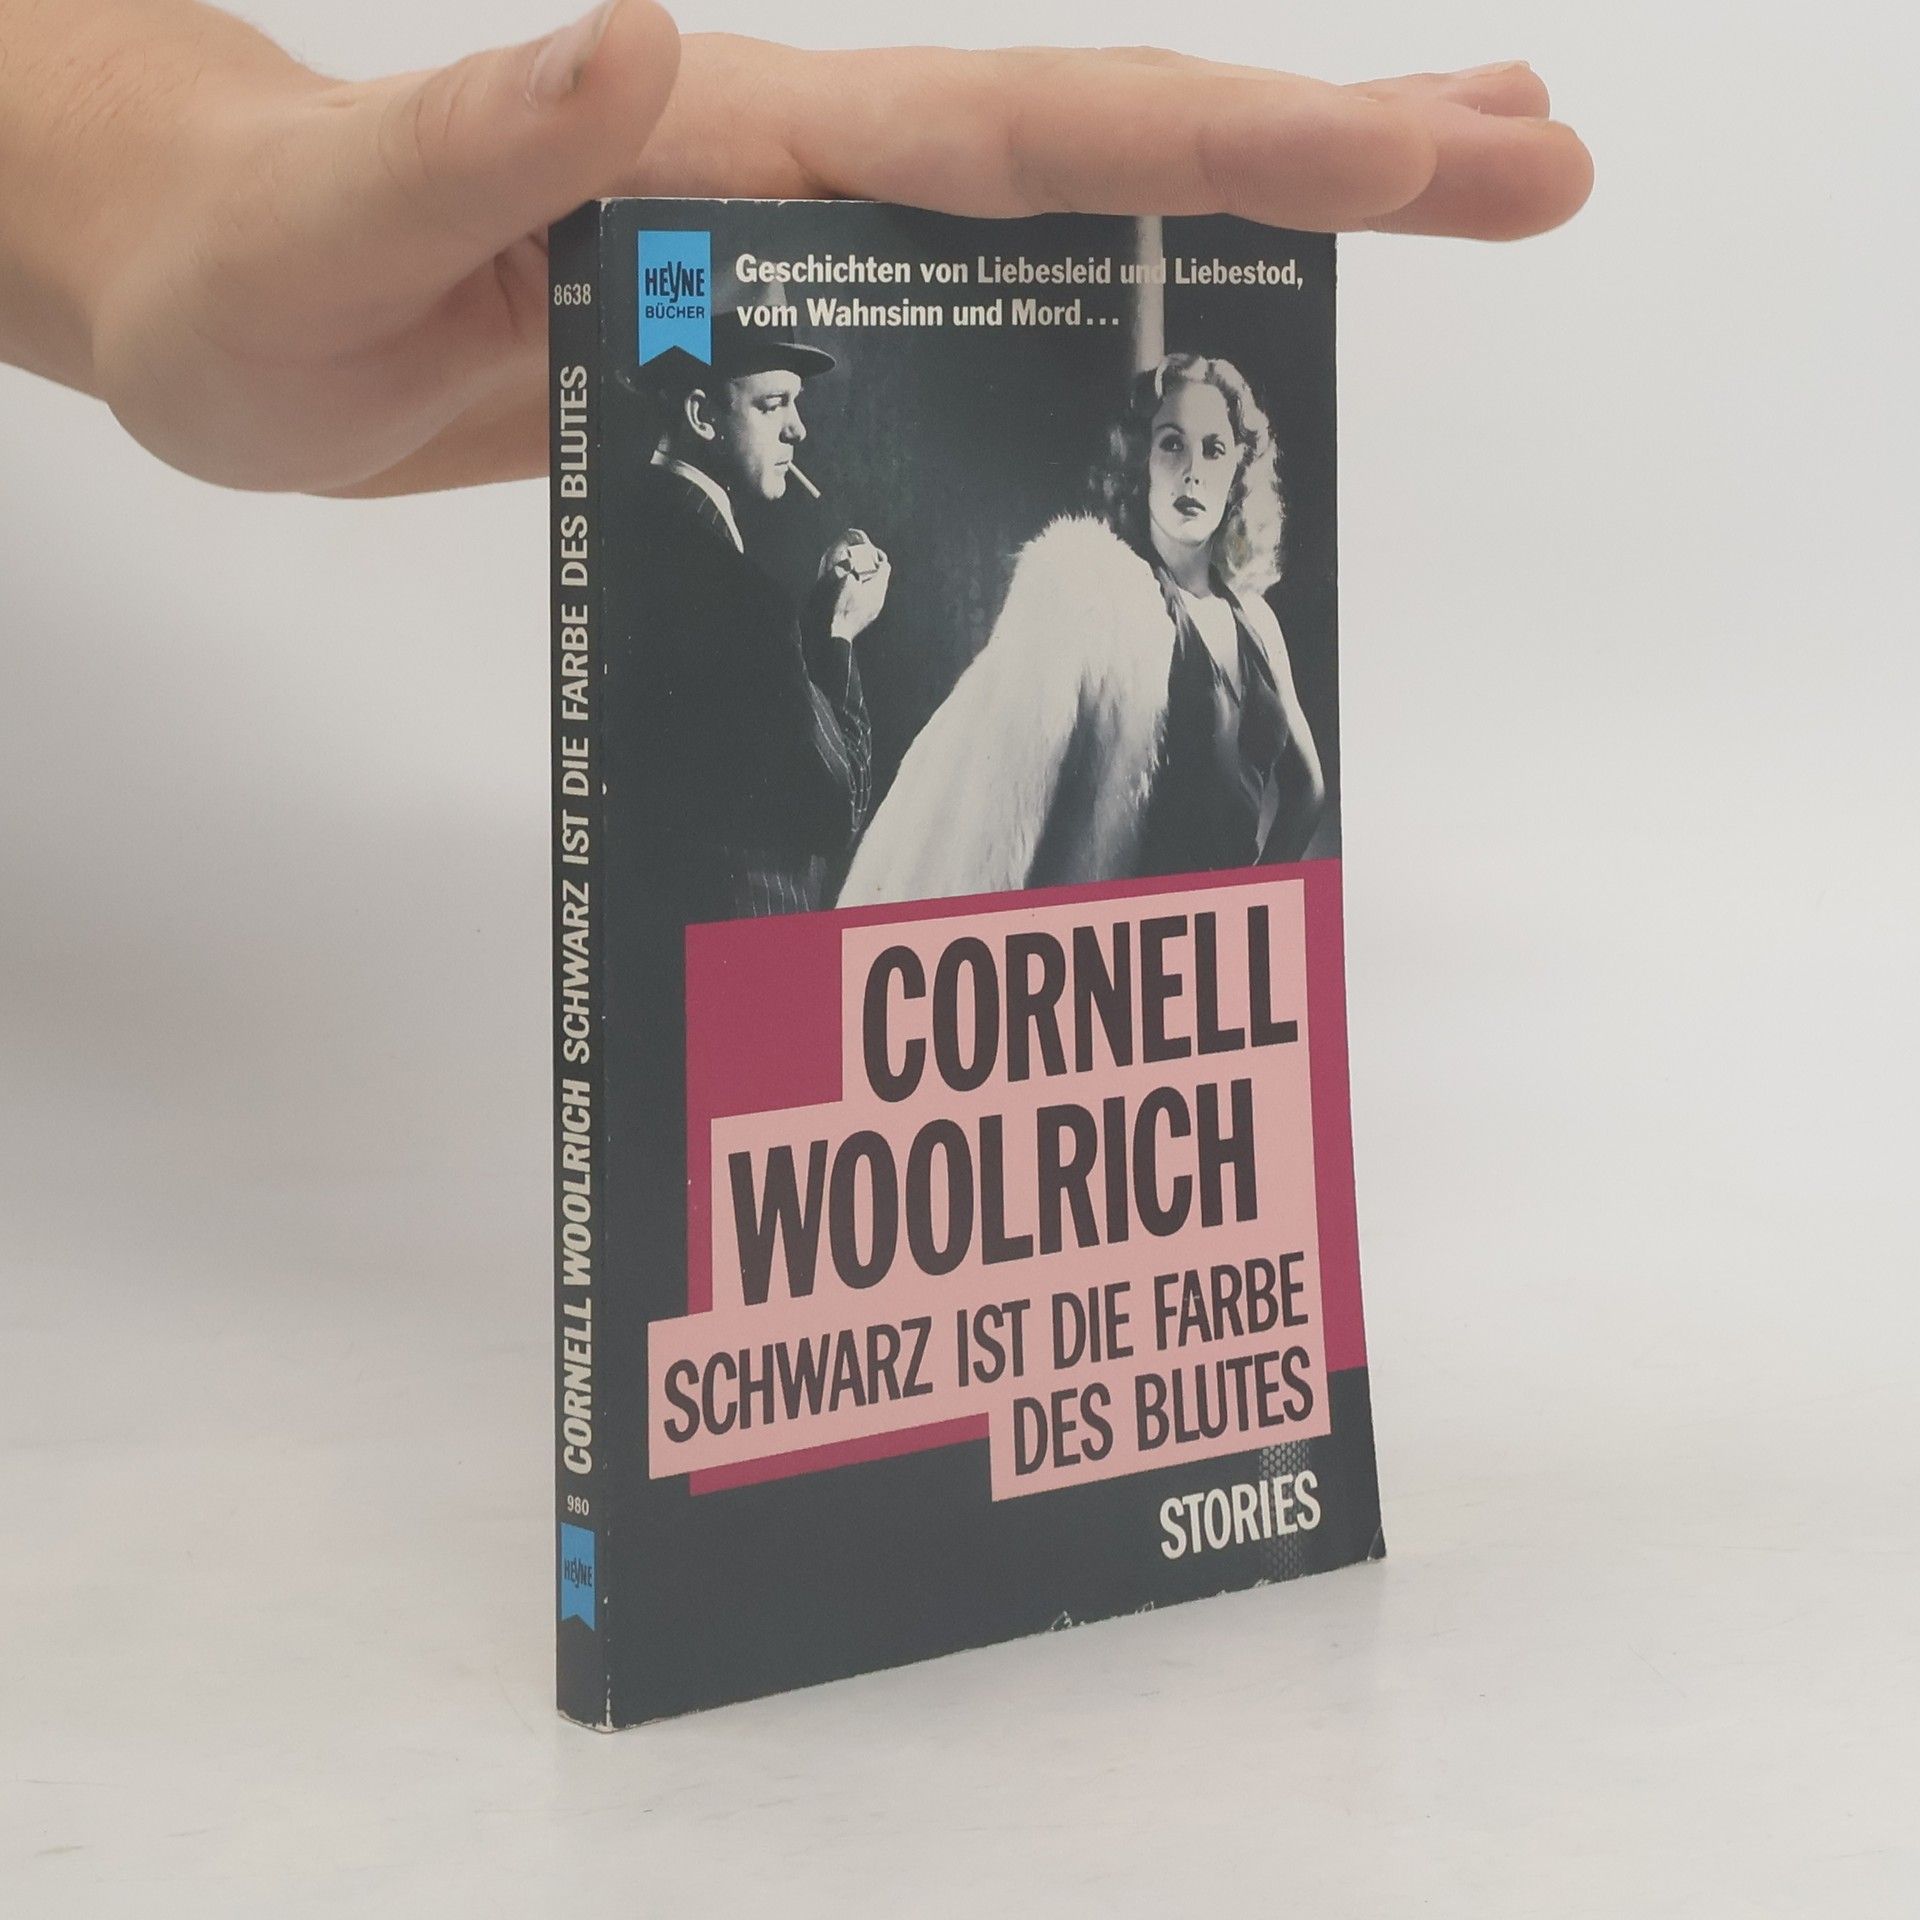 8638
CORNELL WOOLRICH SCHWARZ IST DIE FARBE DES BLUTES
980
HEYNE
HEYNE
BÜCHER
Geschichten von Liebesleid und Liebestod,
vom Wahnsinn und Mord...
CORNELL
WOOLRICH
SCHWARZ IST DIE FARBE
DES BLUTES
STORIES